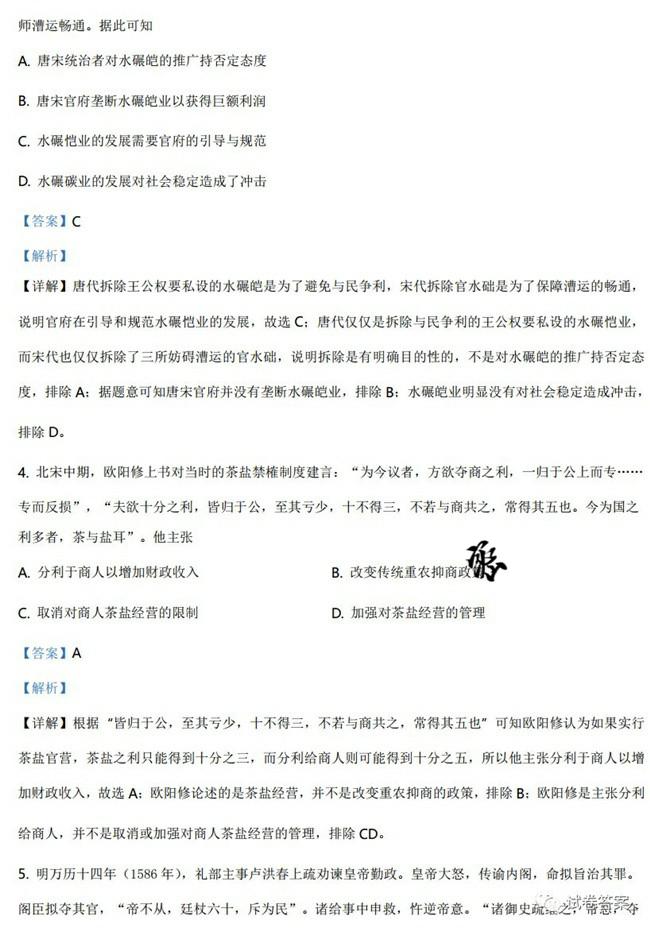 师漕运畅通。据此可知
A. 唐宋统治者对水碾皑的推广持否定态度
B. 唐宋官府垄断水碾皑业以获得巨额利润
C. 水碾恺业的发展需要官府的引导与规范
D. 水碾碳业的发展对社会稳定造成了冲击
【答案】C
【解析】
【详解】唐代拆除王公权要私设的水碾皑是为了避免与民争利，宋代拆除官水础是为了保障漕运的畅通，
说明官府在引导和规范水碾恺业的发展，故选 C；唐代仅仅是拆除与民争利的王公权要私设的水碾恺业，
而宋代也仅仅拆除了三所妨碍漕运的官水础，说明拆除是有明确目的性的，不是对水碾皑的推广持否定态
度，排除 A；据题意可知唐宋官府并没有垄断水碾皑业，排除 B；水碾皑业明显没有对社会稳定造成冲击，
排除 D。
4. 北宋中期，欧阳修上书对当时的茶盐禁榷制度建言：“为今议者，方欲夺商之利，一归于公上而专……
专而反损”，“夫欲十分之利，皆归于公，至其亏少，十不得三，不若与商共之，常得其五也。今为国之
利多者，茶与盐耳”。他主张
A. 分利于商人以增加财政收入 B. 改变传统重农抑商政
C. 取消对商人茶盐经营的限制 D. 加强对茶盐经营的管理
【答案】A
【解析】
【详解】根据“皆归于公，至其亏少，十不得三，不若与商共之，常得其五也”可知欧阳修认为如果实行
茶盐官营，茶盐之利只能得到十分之三，而分利给商人则可能得到十分之五，所以他主张分利于商人以增
加财政收入，故选 A；欧阳修论述的是茶盐经营，并不是改变重农抑商的政策，排除 B；欧阳修是主张分利
给商人，并不是取消或加强对商人茶盐经营的管理，排除 CD。
5. 明万历十四年（1586 年），礼部主事卢洪春上疏劝谏皇帝勤政。皇帝大怒，传谕内阁，命拟旨治其罪。
阁臣拟夺其官，“帝不从，廷杖六十，斥为民”。诸给事中申救，忤逆帝意。“诸御史疏继之，帝怒，夺
试卷答案